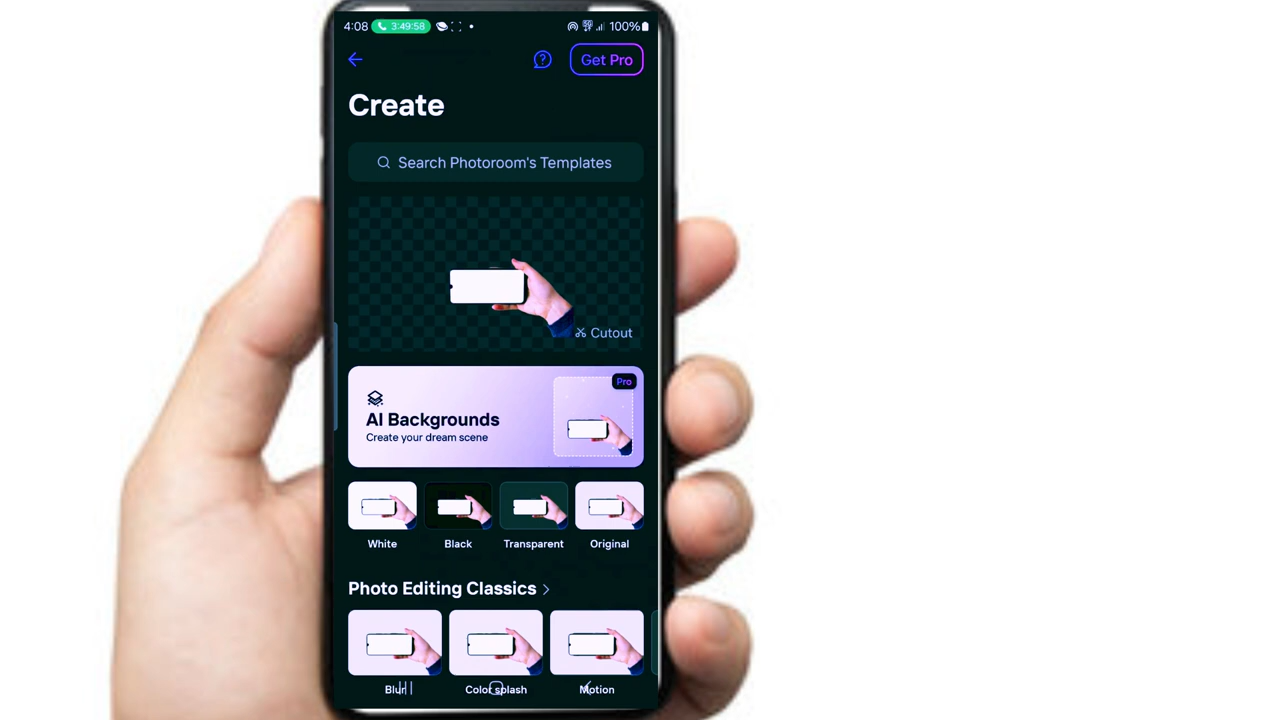 4:08 3:49:58 100%
Get Pro
Create
Search Photoroom's Templates
Cutout
Pro
AI Backgrounds
Create your dream scene
White Black Transparent Original
Photo Editing Classics
Blur Color splash Motion